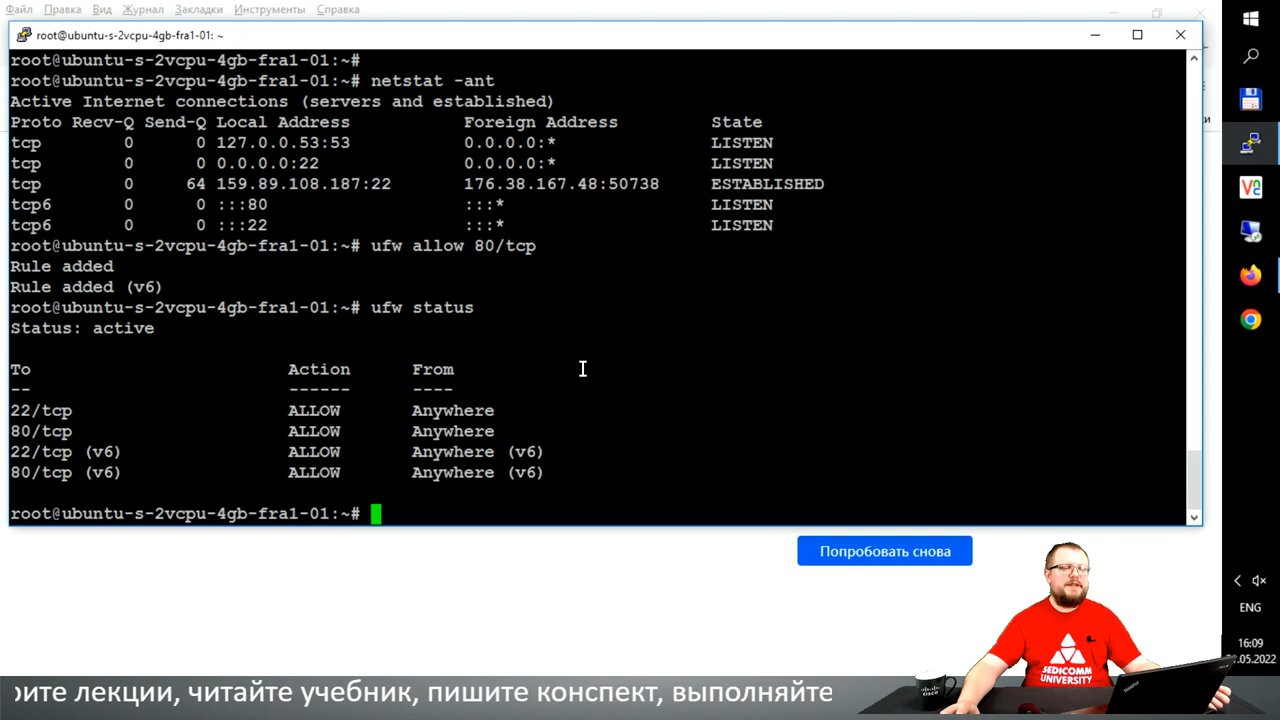 Файл Правка Вид Журнал Закладки Инструменты Справка
root@ubuntu-s-2vcpu-4gb-fra1-01: ~
root@ubuntu-s-2vcpu-4gb-fra1-01:~#
root@ubuntu-s-2vcpu-4gb-fra1-01:~# netstat -ant
Active Internet connections (servers and established)
Proto Recv-Q Send-Q Local Address Foreign Address State
tcp 0 0 127.0.0.53:53 0.0.0.0:* LISTEN
tcp 0 0 0.0.0.0:22 0.0.0.0:* LISTEN
tcp 0 64 159.89.108.187:22 176.38.167.48:50738 ESTABLISHED
tcp6 0 0 :::80 :::* LISTEN
tcp6 0 0 :::22 :::* LISTEN
root@ubuntu-s-2vcpu-4gb-fra1-01:~# ufw allow 80/tcp
Rule added
Rule added (v6)
root@ubuntu-s-2vcpu-4gb-fra1-01:~# ufw status
Status: active
To Action From
-- ------ ----
22/tcp ALLOW Anywhere
80/tcp ALLOW Anywhere
22/tcp (v6) ALLOW Anywhere (v6)
80/tcp (v6) ALLOW Anywhere (v6)
root@ubuntu-s-2vcpu-4gb-fra1-01:~#
Попробовать снова
ENG
16:09
.05.2022
SEDICOMM
UNIVERSITY
CISCO
лекции, читайте учебник, пишите конспект, выполняйте